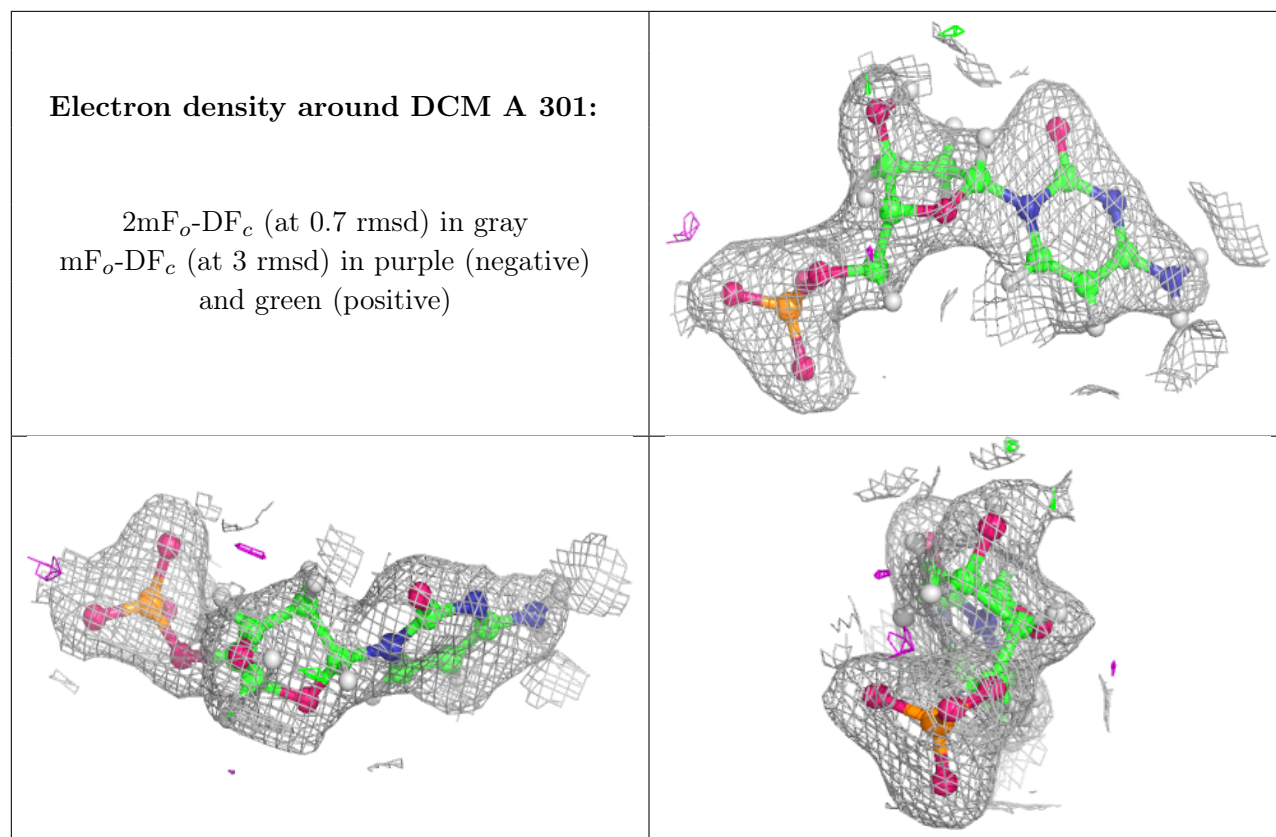 Electron density around DCM A 301:
2mFo-DFc (at 0.7 rmsd) in gray
mFo-DFc (at 3 rmsd) in purple (negative)
and green (positive)